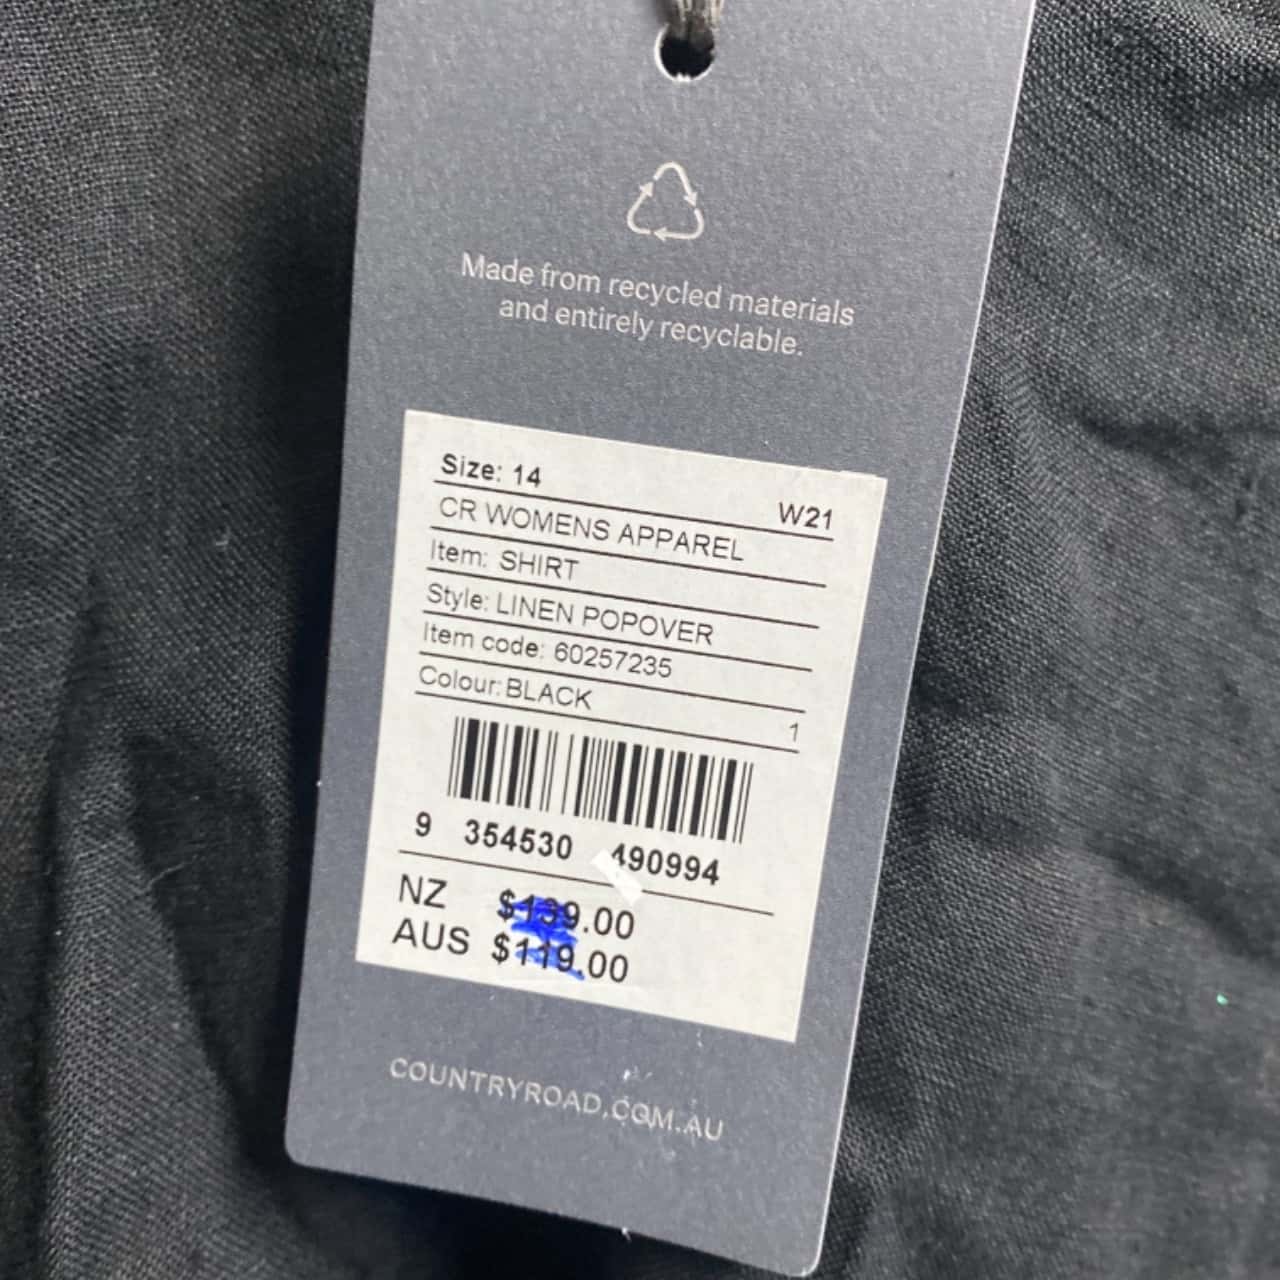 Made from recycled materials
and entirely recyclable.
Size: 14
W21
CR WOMENS APPAREL
Item: SHIRT
Style: LINEN POPOVER
Item code: 60257235
Colour: BLACK
1
9 354530 490994
NZ $139.00
AUS $119.00
COUNTRYROAD.COM.AU